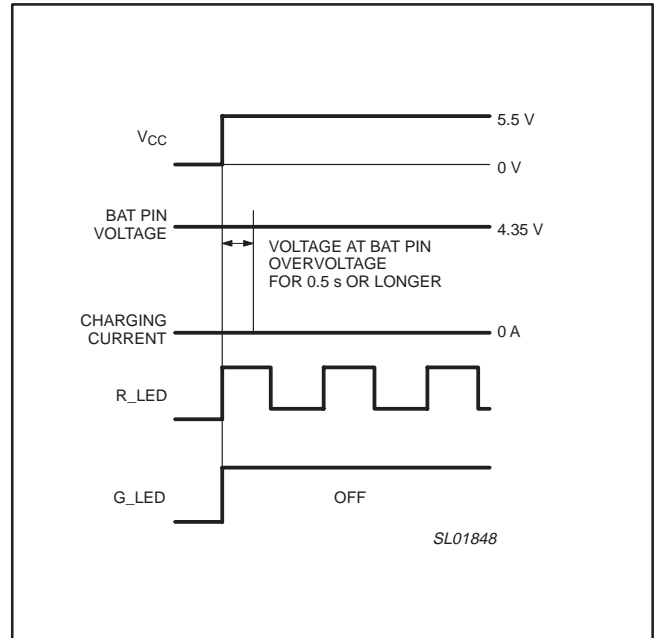 5.5 V
VCC
0 V
BAT PIN
VOLTAGE
4.35 V
VOLTAGE AT BAT PIN
OVERVOLTAGE
FOR 0.5 s OR LONGER
CHARGING
CURRENT
0 A
R_LED
G_LED
OFF
SL01848